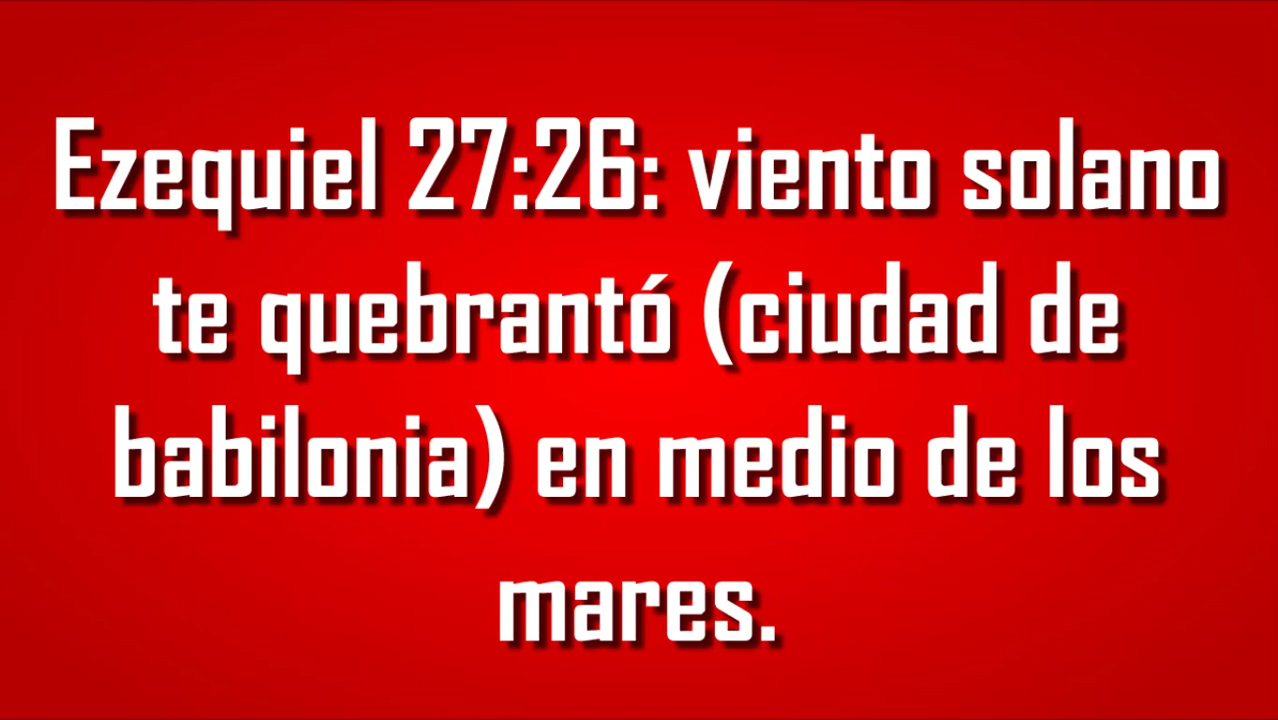 Ezequiel 27:26: viento solano
te quebrantó (ciudad de
babilonia) en medio de los
mares.